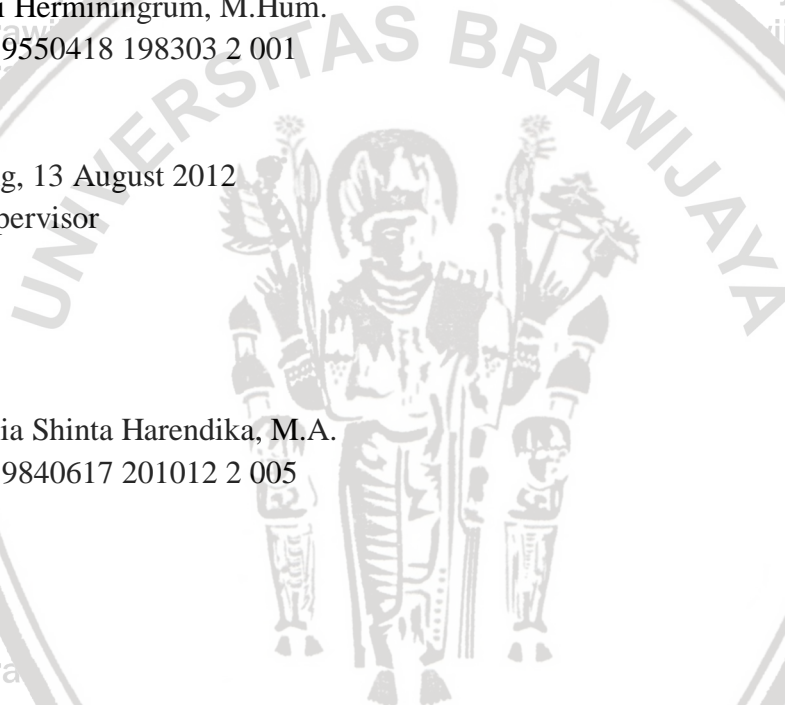 i Herminingrum, M.Hum.
9550418 198303 2 001
UNIVERSITAS BRAWIJAYA
g, 13 August 2012
pervisor
ia Shinta Harendika, M.A.
9840617 201012 2 005